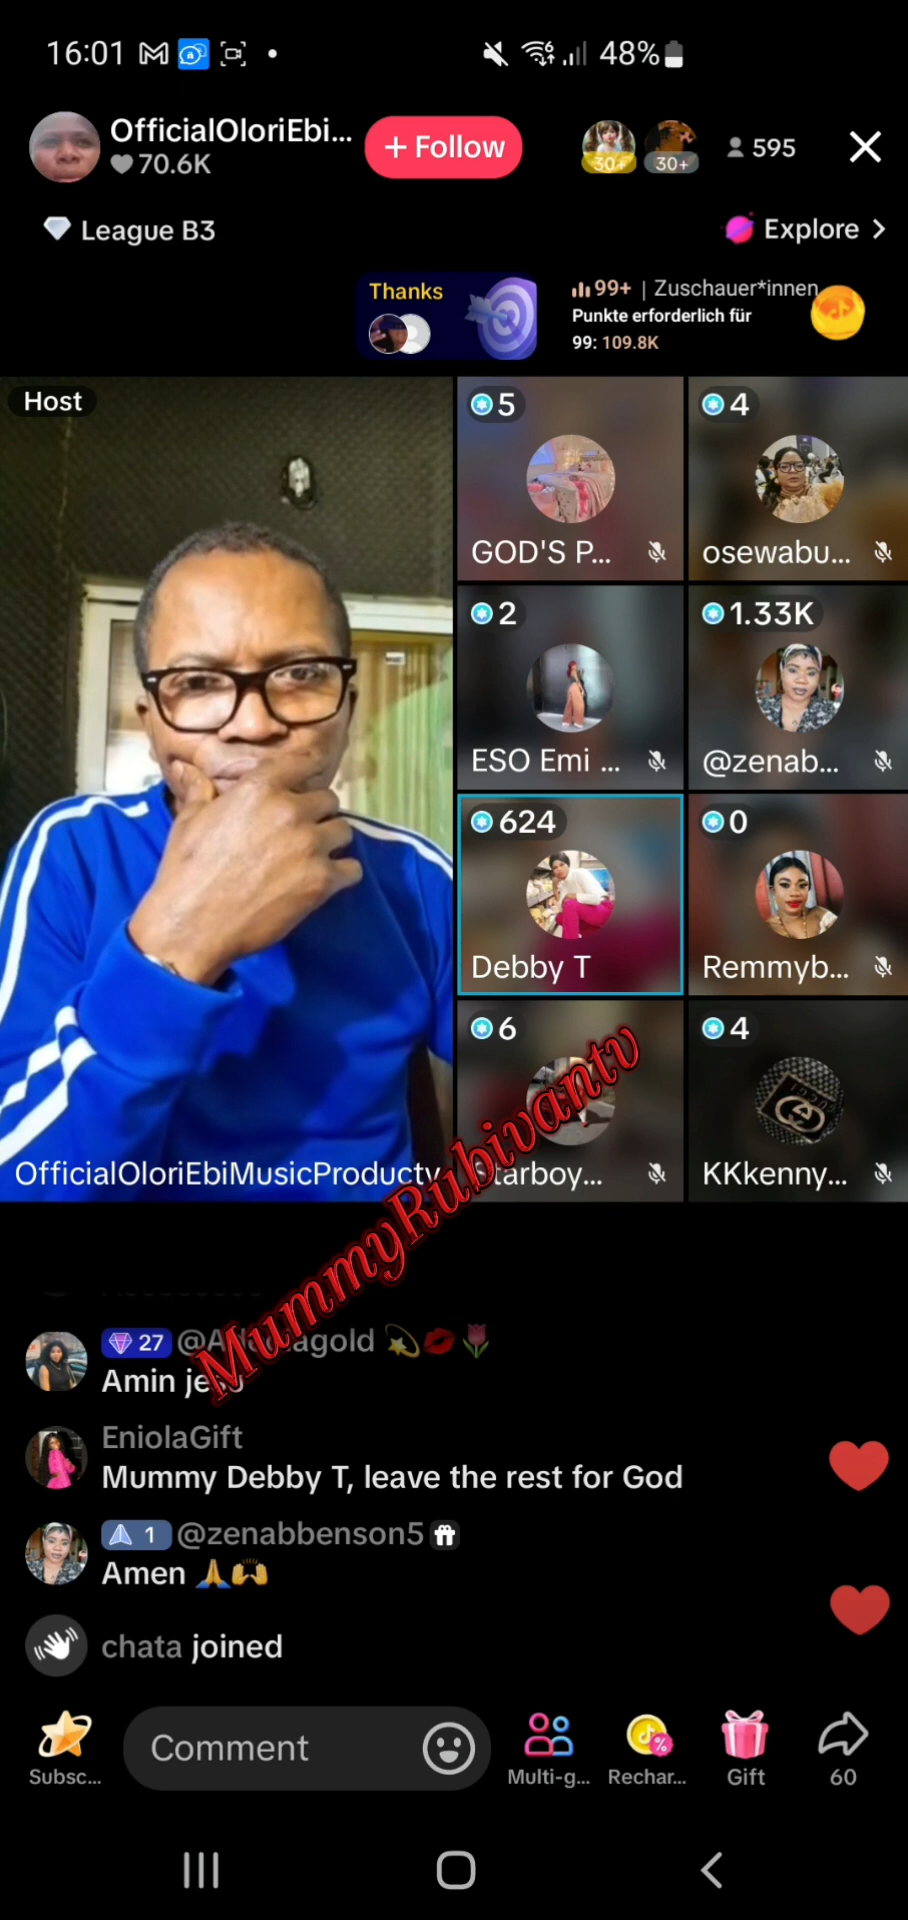 16:01
48%
OfficialOloriEbi...
+ Follow
70.6K
30+
30+
595
League B3
Explore >
Thanks
99+ | Zuschauer*innen
Punkte erforderlich für
99: 109.8K
Host
5
GOD'S P...
4
osewabu...
2
ESO Emi ...
1.33K
@zenab...
624
Debby T
0
Remmyb...
6
4
OfficialOloriEbiMusicProductv
tarboy...
KKkenny...
MummyRubivantv
27 @A agold
Amin je
EniolaGift
Mummy Debby T, leave the rest for God
1 @zenabbenson5
Amen
chata joined
Subsc...
Comment
Multi-g...
Rechar...
Gift
60